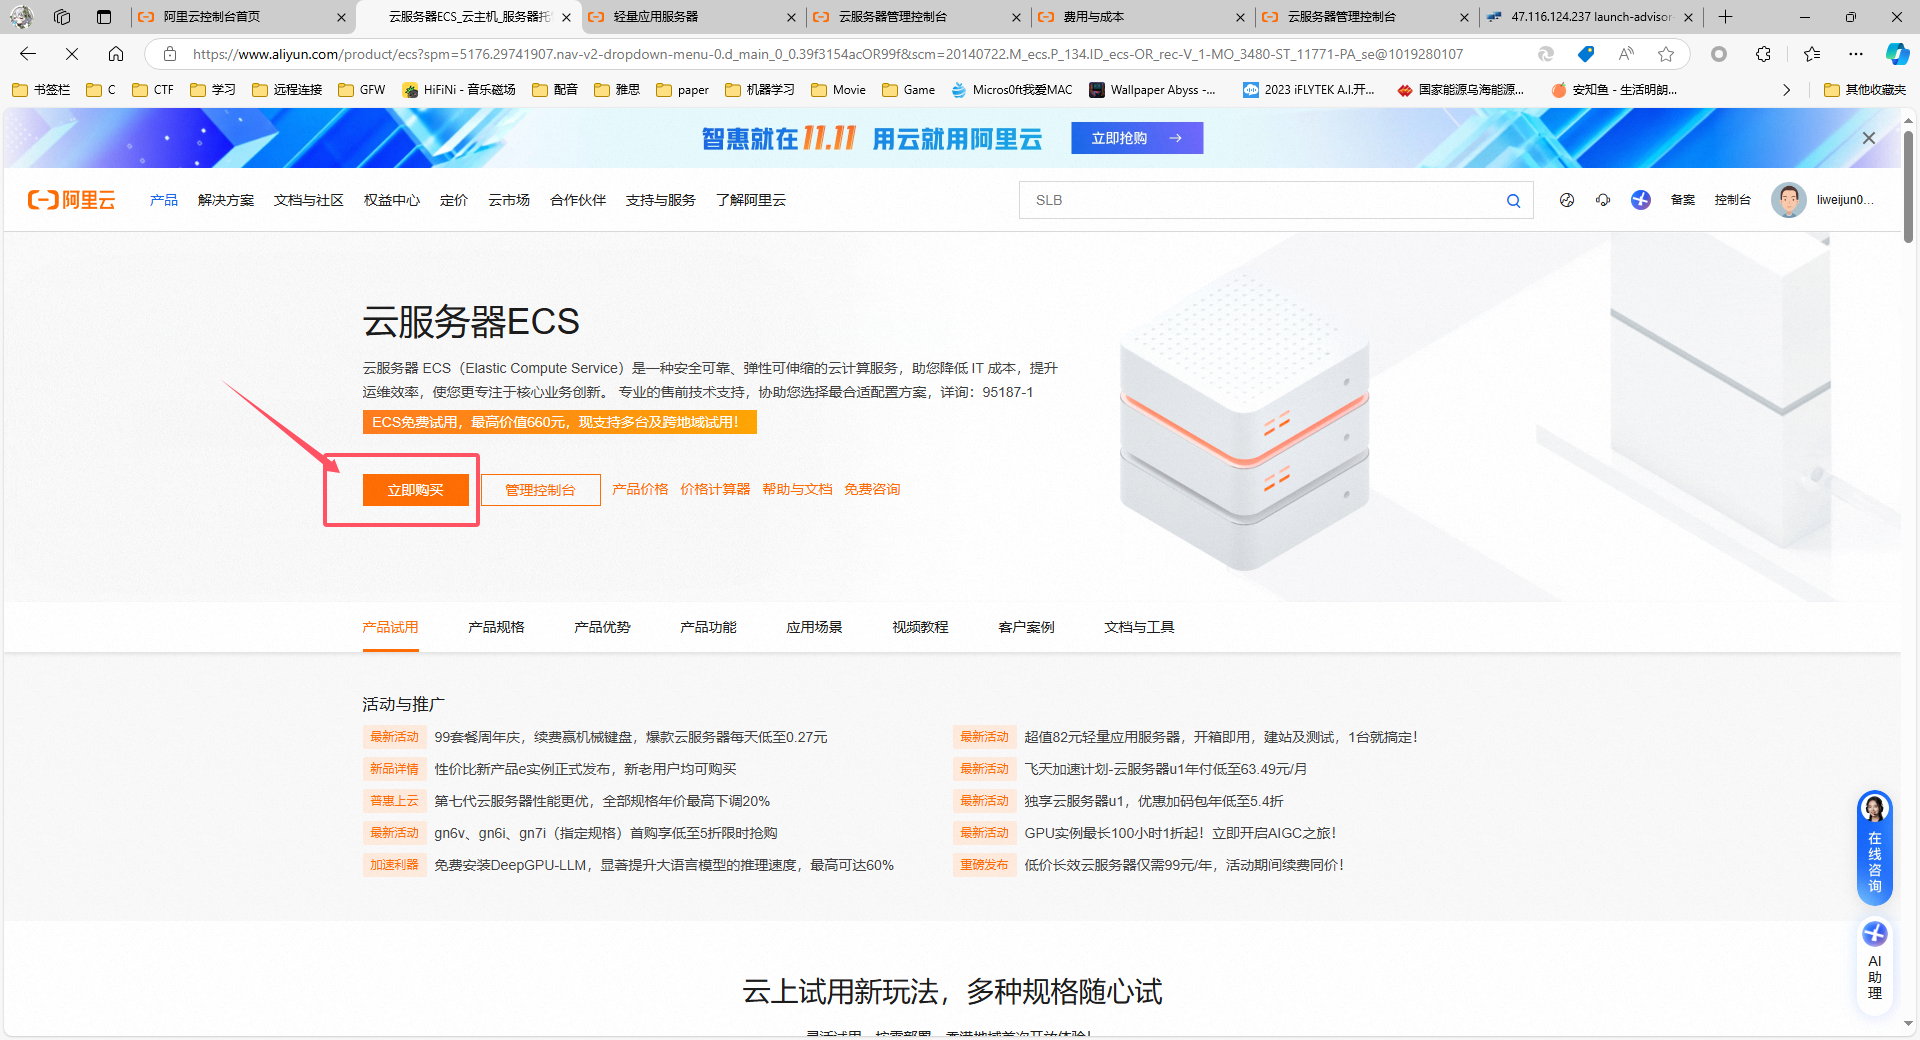 阿里云控制台首页
云服务器ECS_云主机_服务器托
轻量应用服务器
云服务器管理控制台
费用与成本
云服务器管理控制台
47.116.124.237 launch-advisor-
https://www.aliyun.com/product/ecs?spm=5176.29741907.nav-v2-dropdown-menu-0.d_main_0_0.39f3154acOR99f&scm=20140722.M_ecs.P_134.ID_ecs-OR_rec-V_1-MO_3480-ST_11771-PA_se@1019280107
书签栏
C
CTF
学习
远程连接
GFW
HiFiNi - 音乐磁场
配音
雅思
paper
机器学习
Movie
Game
Micros0ft我爱MAC
Wallpaper Abyss -...
2023 iFLYTEK A.I.开...
国家能源乌海能源...
安知鱼 - 生活明朗...
其他收藏夹
智惠就在11.11 用云就用阿里云
立即抢购 →
阿里云
产品
解决方案
文档与社区
权益中心
定价
云市场
合作伙伴
支持与服务
了解阿里云
SLB
备案
控制台
liweijun0...
云服务器ECS
云服务器 ECS（Elastic Compute Service）是一种安全可靠、弹性可伸缩的云计算服务，助您降低 IT 成本，提升
运维效率，使您更专注于核心业务创新。 专业的售前技术支持，协助您选择最合适配置方案，详询：95187-1
ECS免费试用，最高价值660元，现支持多台及跨地域试用！
立即购买
管理控制台
产品价格
价格计算器
帮助与文档
免费咨询
产品试用
产品规格
产品优势
产品功能
应用场景
视频教程
客户案例
文档与工具
活动与推广
最新活动 99套餐周年庆，续费赢机械键盘，爆款云服务器每天低至0.27元
最新活动 超值82元轻量应用服务器，开箱即用，建站及测试，1台就搞定！
新品详情 性价比新产品e实例正式发布，新老用户均可购买
最新活动 飞天加速计划-云服务器u1年付低至63.49元/月
普惠上云 第七代云服务器性能更优，全部规格年价最高下调20%
最新活动 独享云服务器u1，优惠加码包年低至5.4折
最新活动 gn6v、gn6i、gn7i（指定规格）首购享低至5折限时抢购
最新活动 GPU实例最长100小时1折起！立即开启AIGC之旅！
加速利器 免费安装DeepGPU-LLM，显著提升大语言模型的推理速度，最高可达60%
重磅发布 低价长效云服务器仅需99元/年，活动期间续费同价！
在线咨询
AI助理
云上试用新玩法，多种规格随心试
灵活试用，按需部署，香港地域首次开放体验！